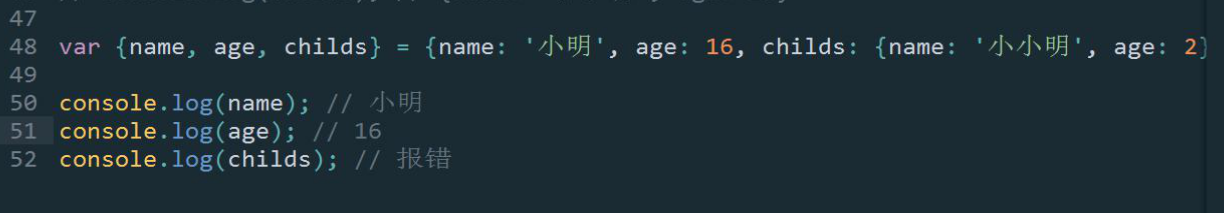 47
48 var {name, age, childs} = {name: '小明', age: 16, childs: {name: '小小明', age: 2}
49
50 console.log(name); // 小明
51 console.log(age); // 16
52 console.log(childs); // 报错